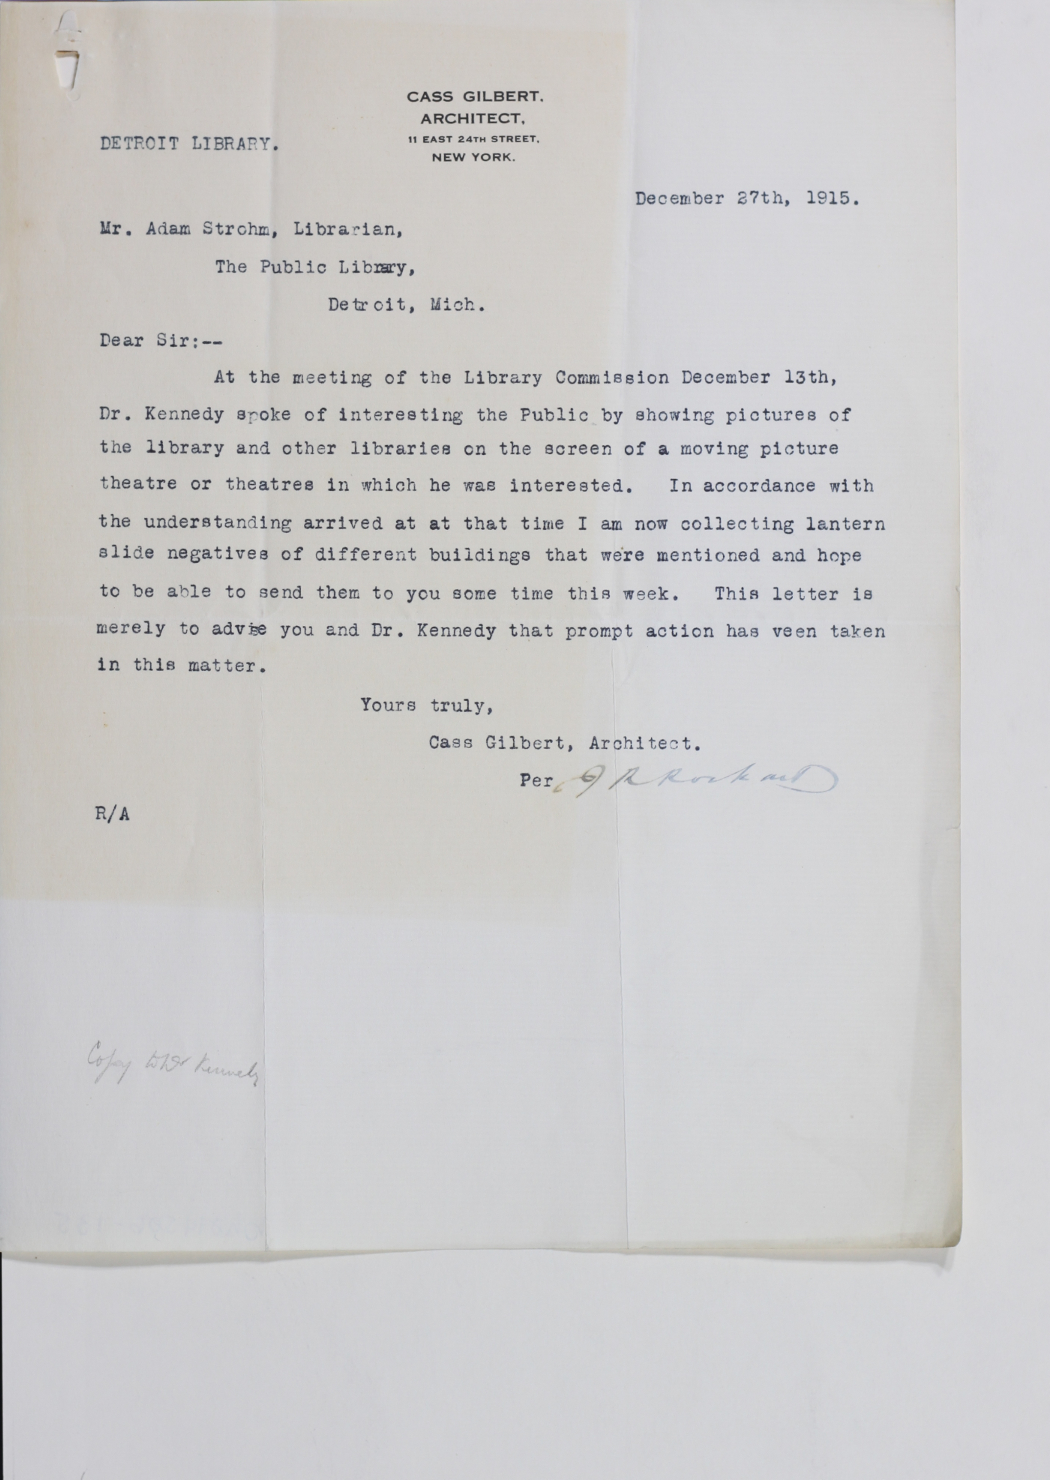 CASS GILBERT.
ARCHITECT,
11 EAST 24TH STREET,
NEW YORK.
DETROIT LIBRARY.
December 27th, 1915.
Mr. Adam Strohm, Librarian,
The Public Library,
Detroit, Mich.
Dear Sir:--
At the meeting of the Library Commission December 13th,
Dr. Kennedy spoke of interesting the Public by showing pictures of
the library and other libraries on the screen of a moving picture
theatre or theatres in which he was interested. In accordance with
the understanding arrived at at that time I am now collecting lantern
slide negatives of different buildings that were mentioned and hope
to be able to send them to you some time this week. This letter is
merely to advise you and Dr. Kennedy that prompt action has veen taken
in this matter.
Yours truly,
Cass Gilbert, Architect.
Per J R Rockart
R/A
Copy to Dr Kennedy